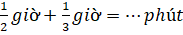 1/2 giờ + 1/3 giờ = ⋯ phút